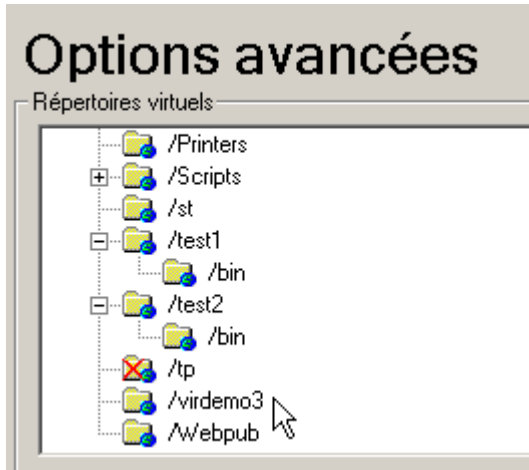 Options avancées
Répertoires virtuels
/Printers
/Scripts
/st
/test1
/bin
/test2
/bin
/tp
/virdemo3
/Webpub